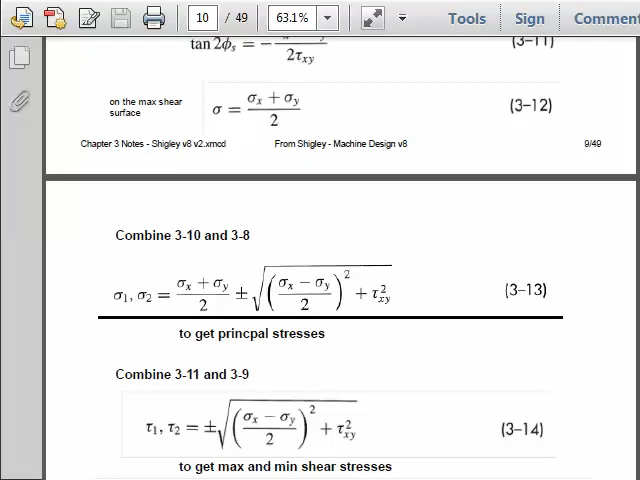 10 / 49 63.1% Tools Sign Comment
tan 2ϕₛ = − / 2τxy (3–11)
on the max shear
surface
σ = (σx + σy) / 2 (3–12)
Chapter 3 Notes - Shigley v8 v2.xmcd From Shigley - Machine Design v8 9/49
Combine 3-10 and 3-8
σ1, σ2 = (σx + σy) / 2 ± √(((σx − σy) / 2)² + τ²xy) (3–13)
to get princpal stresses
Combine 3-11 and 3-9
τ1, τ2 = ±√(((σx − σy) / 2)² + τ²xy) (3–14)
to get max and min shear stresses